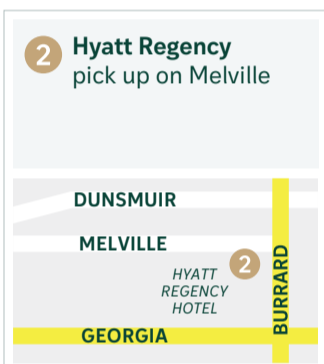 2
Hyatt Regency
pick up on Melville
DUNSMUIR
MELVILLE
2
HYATT
REGENCY
HOTEL
BURRARD
GEORGIA